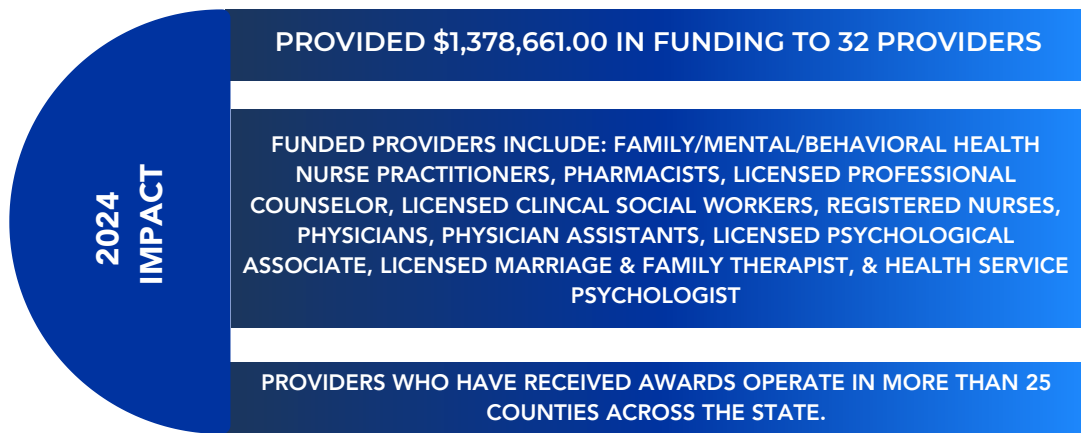 2024
IMPACT
PROVIDED $1,378,661.00 IN FUNDING TO 32 PROVIDERS
FUNDED PROVIDERS INCLUDE: FAMILY/MENTAL/BEHAVIORAL HEALTH
NURSE PRACTITIONERS, PHARMACISTS, LICENSED PROFESSIONAL
COUNSELOR, LICENSED CLINCAL SOCIAL WORKERS, REGISTERED NURSES,
PHYSICIANS, PHYSICIAN ASSISTANTS, LICENSED PSYCHOLOGICAL
ASSOCIATE, LICENSED MARRIAGE & FAMILY THERAPIST, & HEALTH SERVICE
PSYCHOLOGIST
PROVIDERS WHO HAVE RECEIVED AWARDS OPERATE IN MORE THAN 25
COUNTIES ACROSS THE STATE.